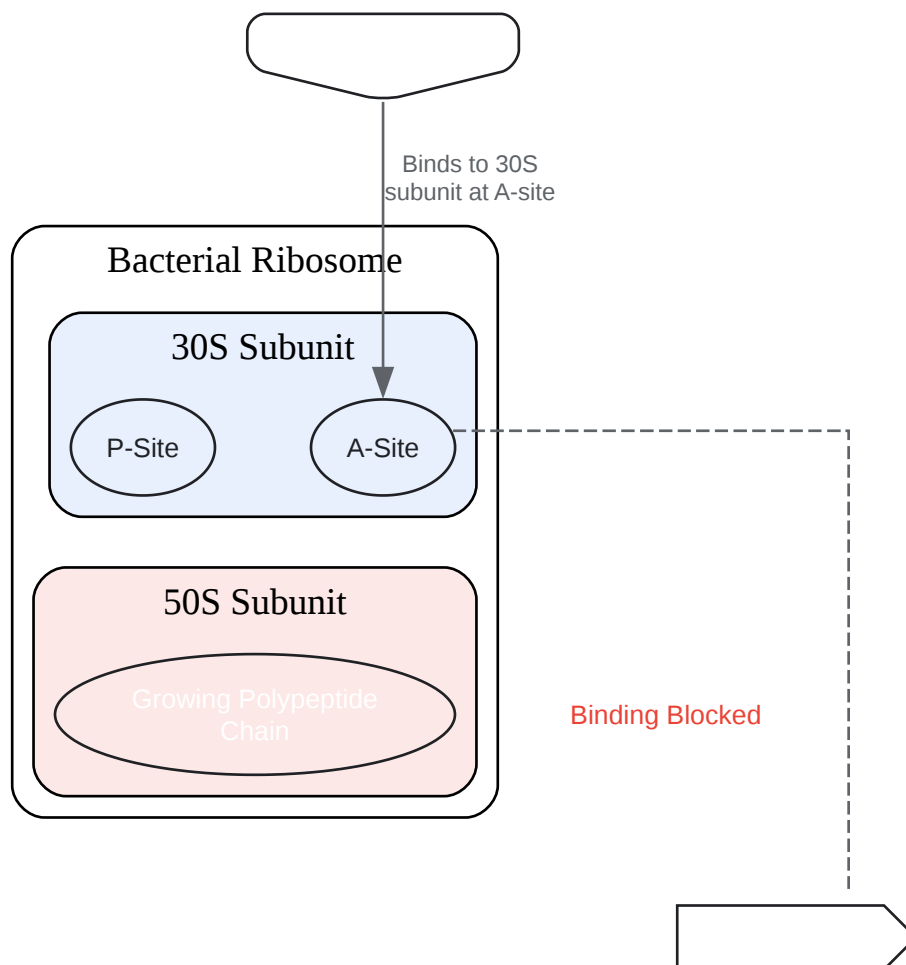 Binds to 30S
subunit at A-site
Bacterial Ribosome
30S Subunit
P-Site
A-Site
50S Subunit
Growing Polypeptide
Chain
Binding Blocked